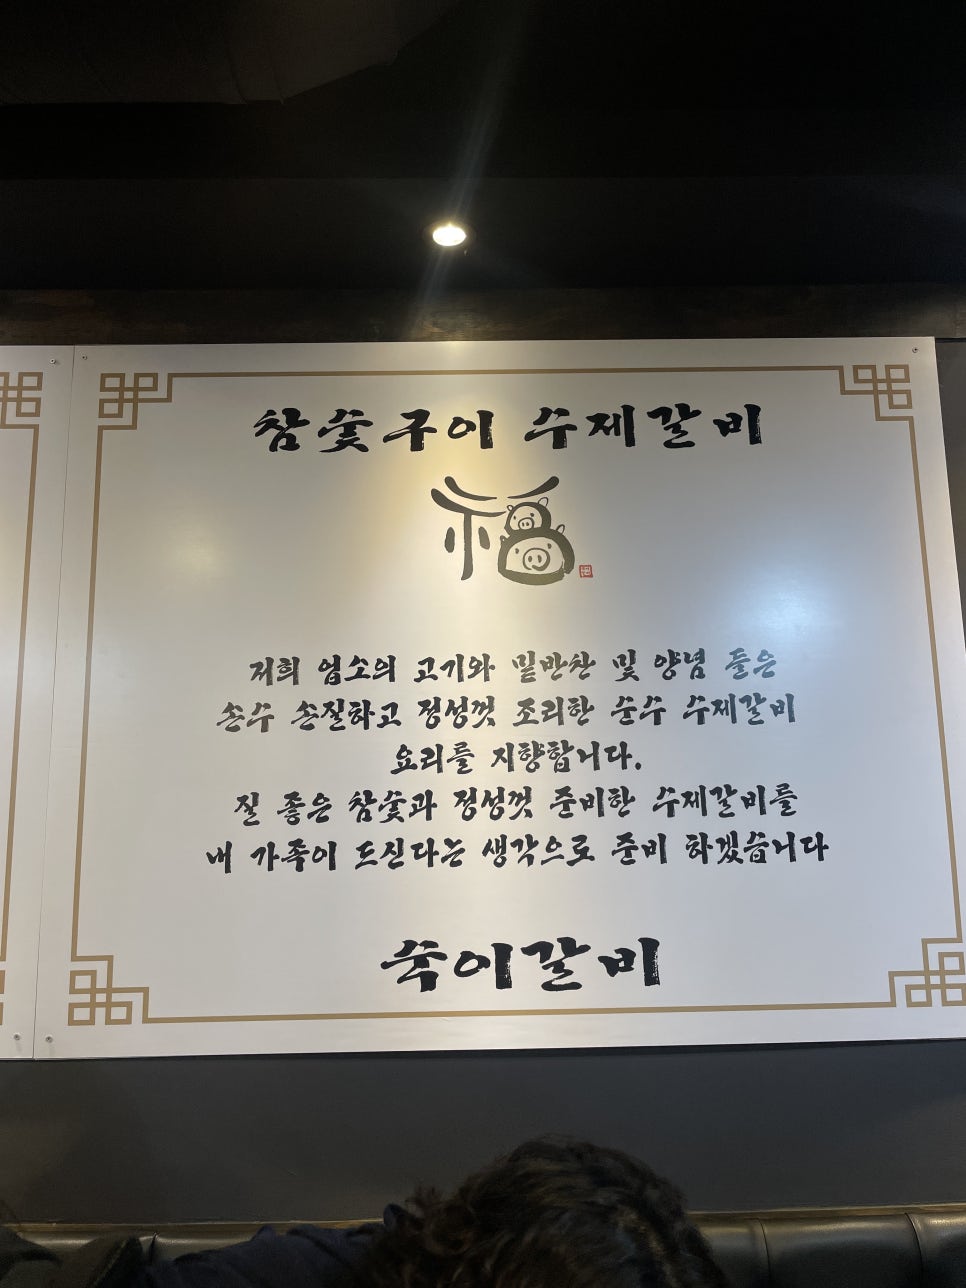 참숯구이 수제갈비
福
저희 업소의 고기와 밑반찬 및 양념 들은
손수 손질하고 정성껏 조리한 순수 수제갈비
요리를 지향합니다.
질 좋은 참숯과 정성껏 준비한 수제갈비를
내 가족이 드신다는 생각으로 준비 하겠습니다
쑥이갈비